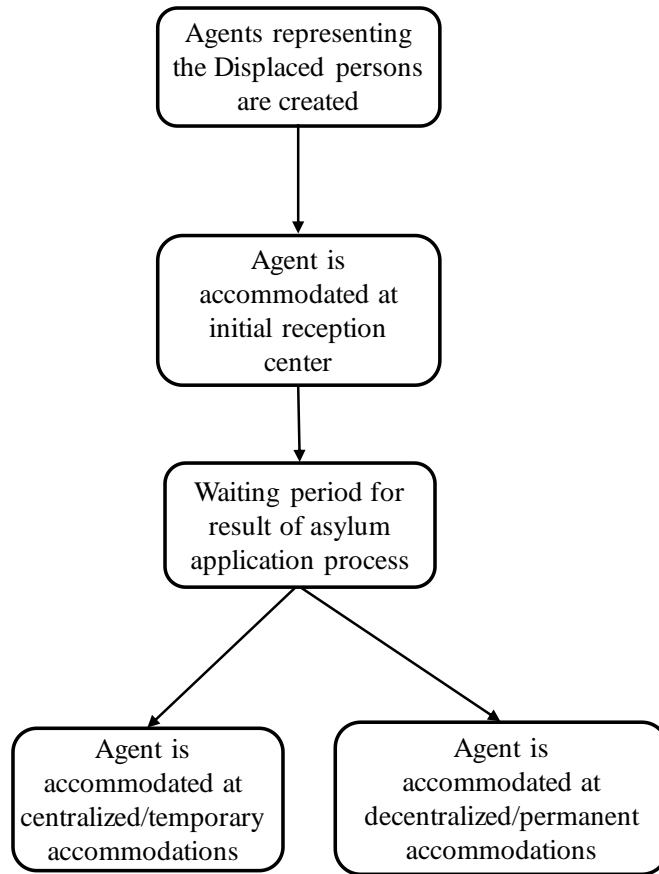 Agents representing
the Displaced persons
are created
Agent is
accommodated at
initial reception
center
Waiting period for
result of asylum
application process
Agent is
accommodated at
centralized/temporary
accommodations
Agent is
accommodated at
decentralized/permanent
accommodations